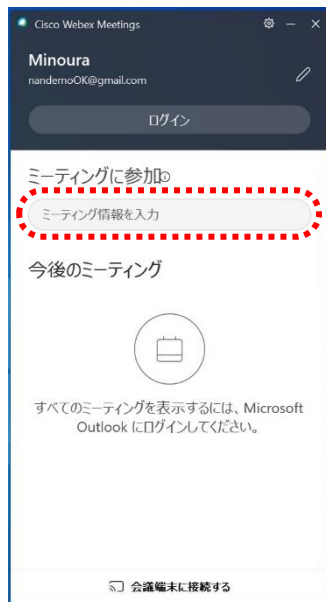 Cisco Webex Meetings
Minoura
nandemoOK@gmail.com
ログイン
ミーティングに参加
ミーティング情報を入力
今後のミーティング
すべてのミーティングを表示するには、Microsoft
Outlook にログインしてください。
会議端末に接続する